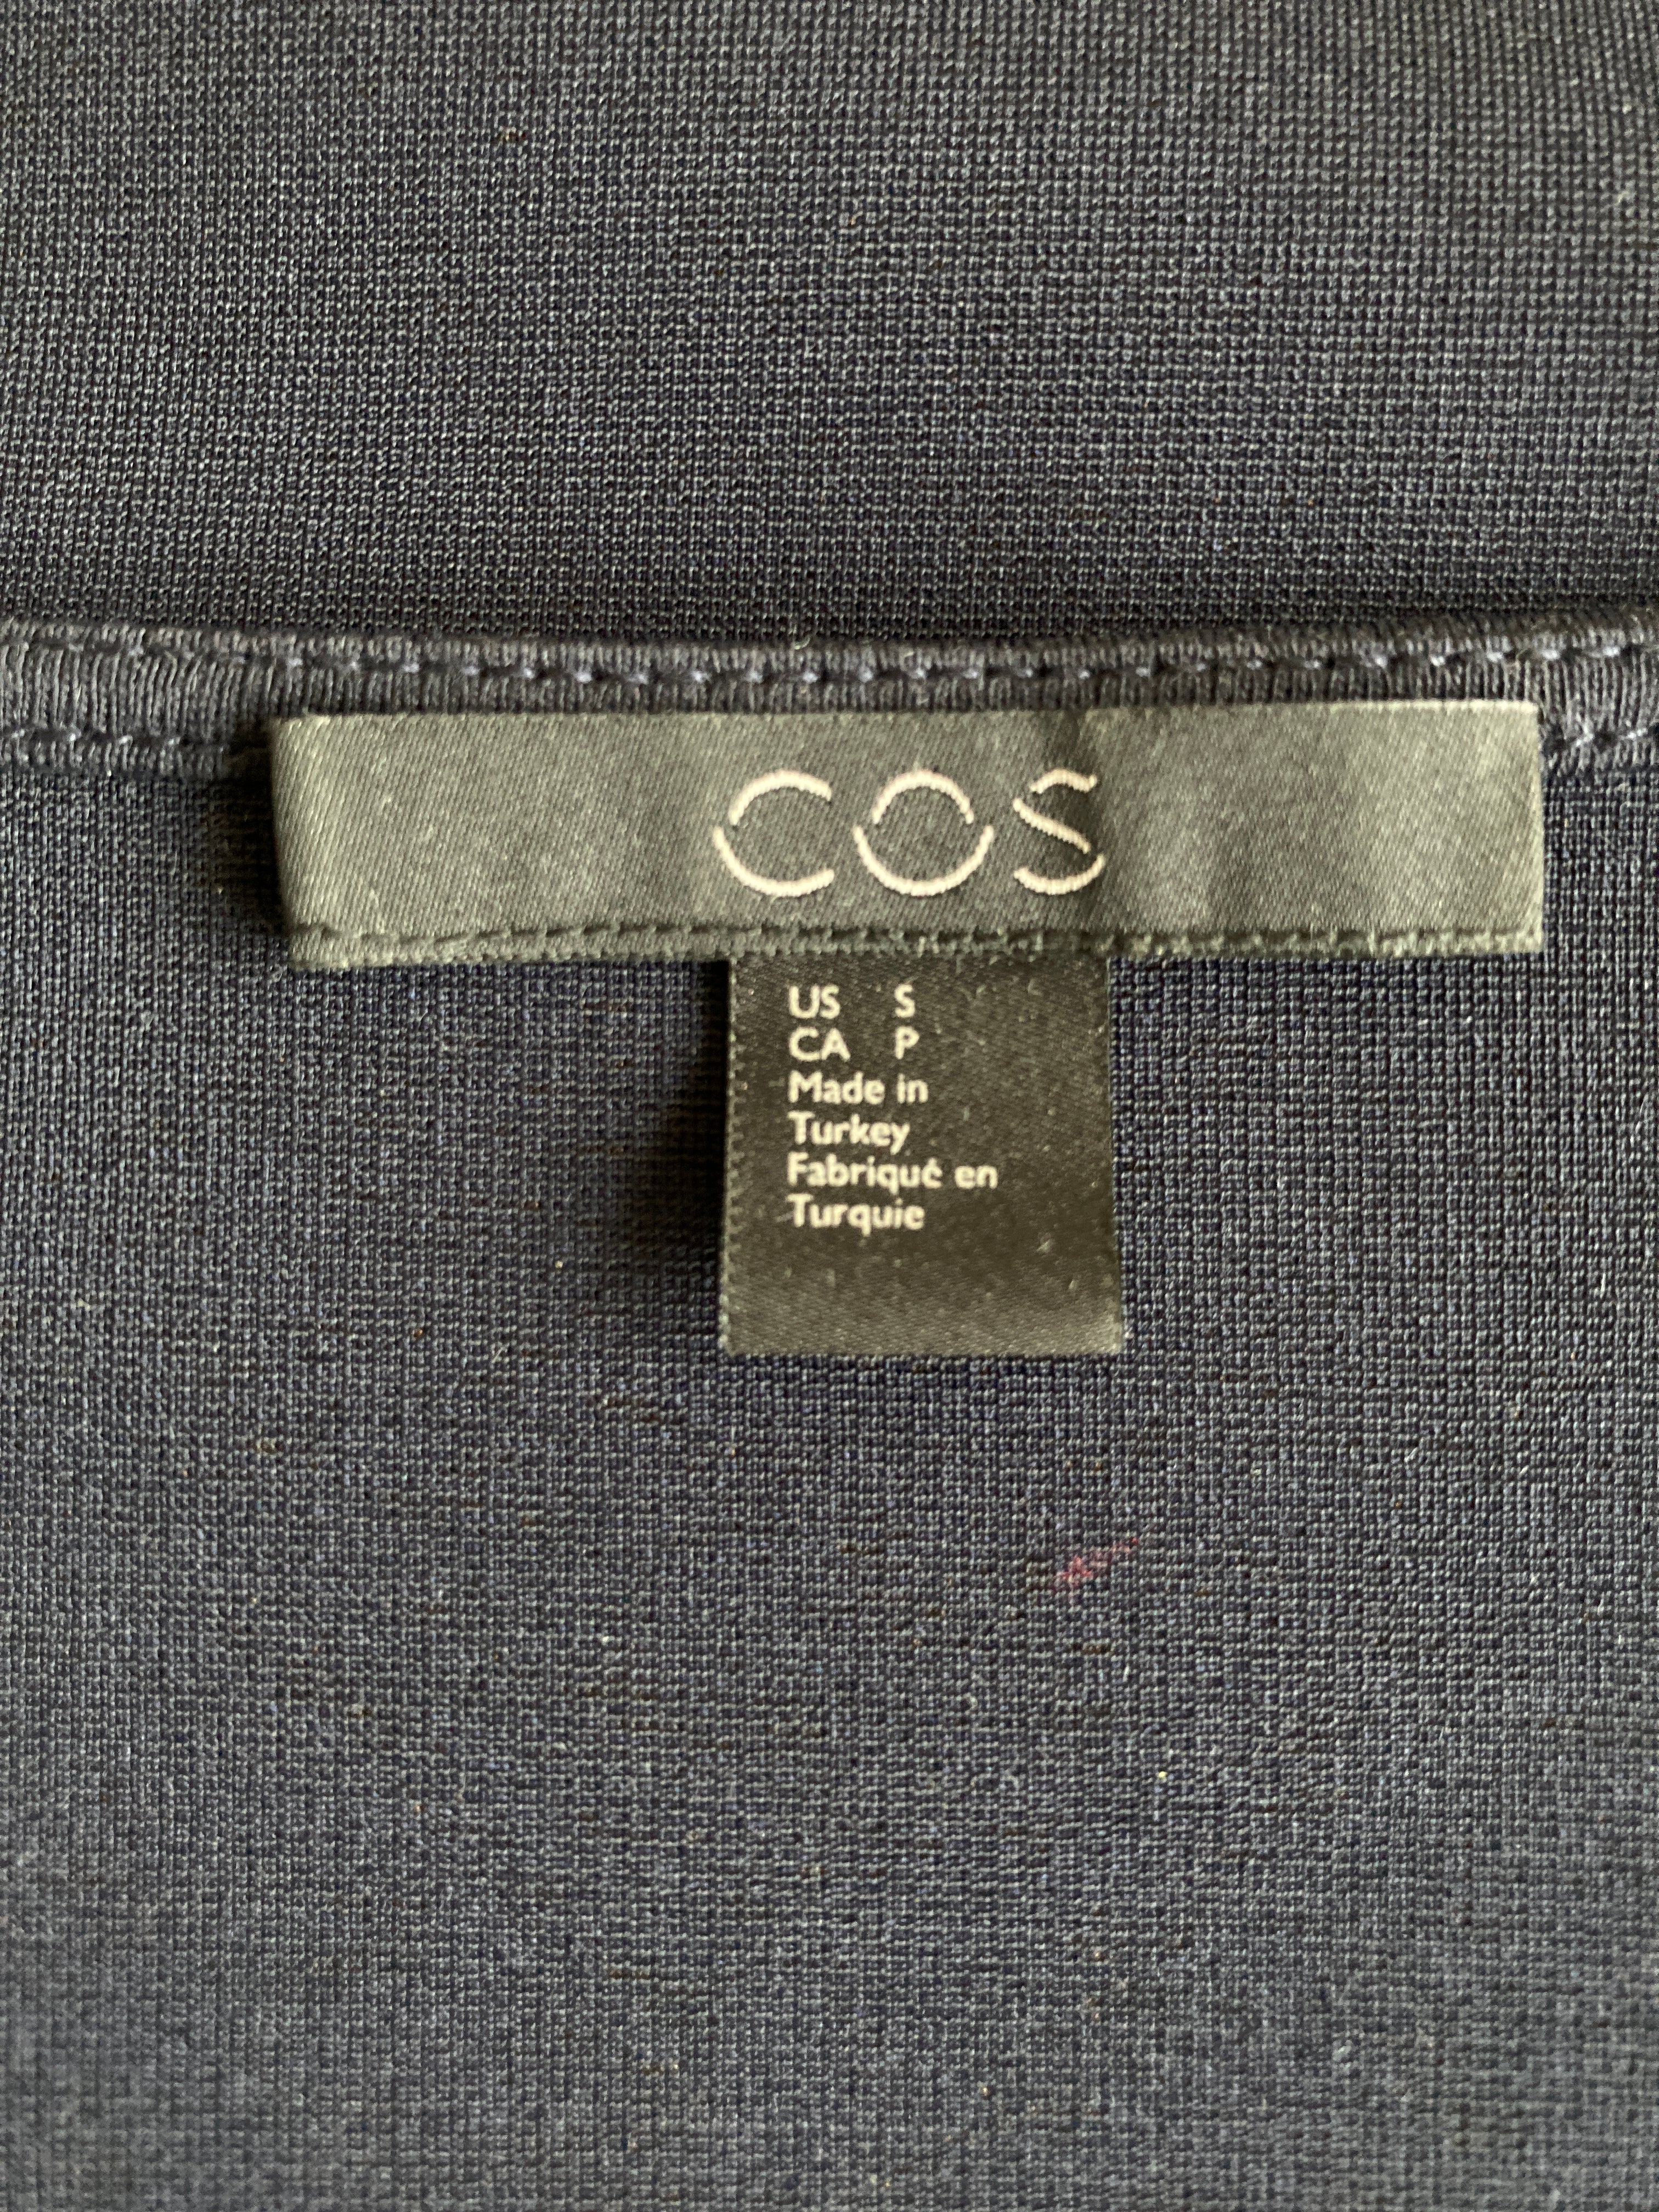 COS
US S
CA P
Made in
Turkey
Fabriqué en
Turquie